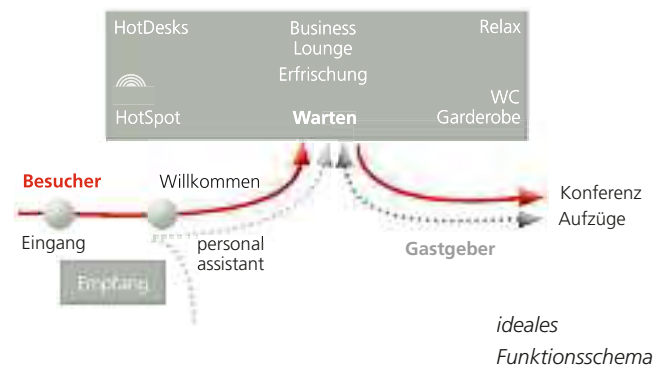 HotDesks
Business
Lounge
Relax
Erfrischung
HotSpot
Warten
WC
Garderobe
Besucher
Willkommen
Konferenz
Aufzüge
Eingang
personal
assistant
Gastgeber
Empfang
ideales
Funktionsschema